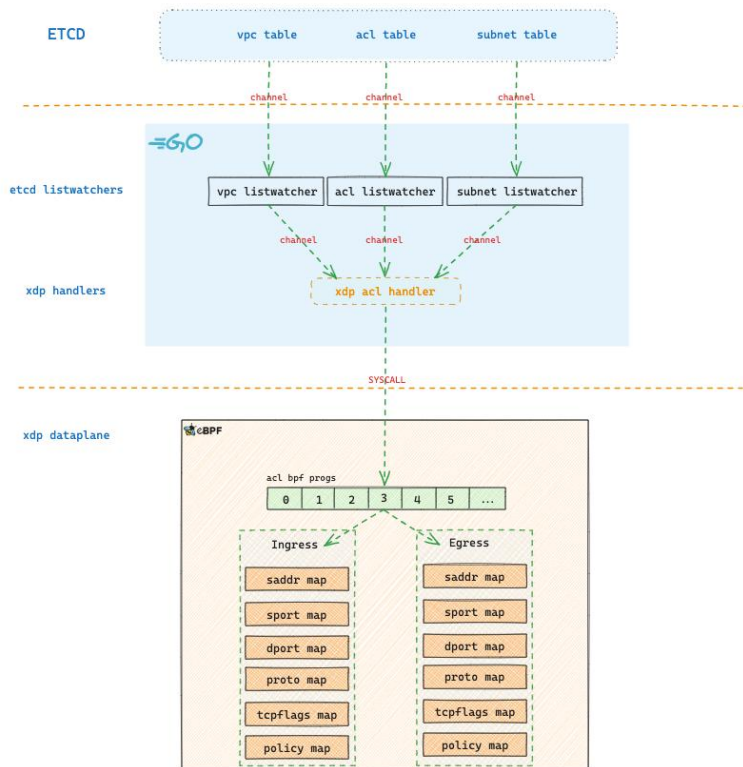 ETCD
vpc table
acl table
subnet table
channel
channel
channel
GO
etcd listwatchers
vpc listwatcher
acl listwatcher
subnet listwatcher
channel
channel
channel
xdp handlers
xdp acl handler
SYSCALL
xdp dataplane
eBPF
acl bpf progs
0 1 2 3 4 5 ...
Ingress
Egress
saddr map
saddr map
sport map
sport map
dport map
dport map
proto map
proto map
tcpflags map
tcpflags map
policy map
policy map